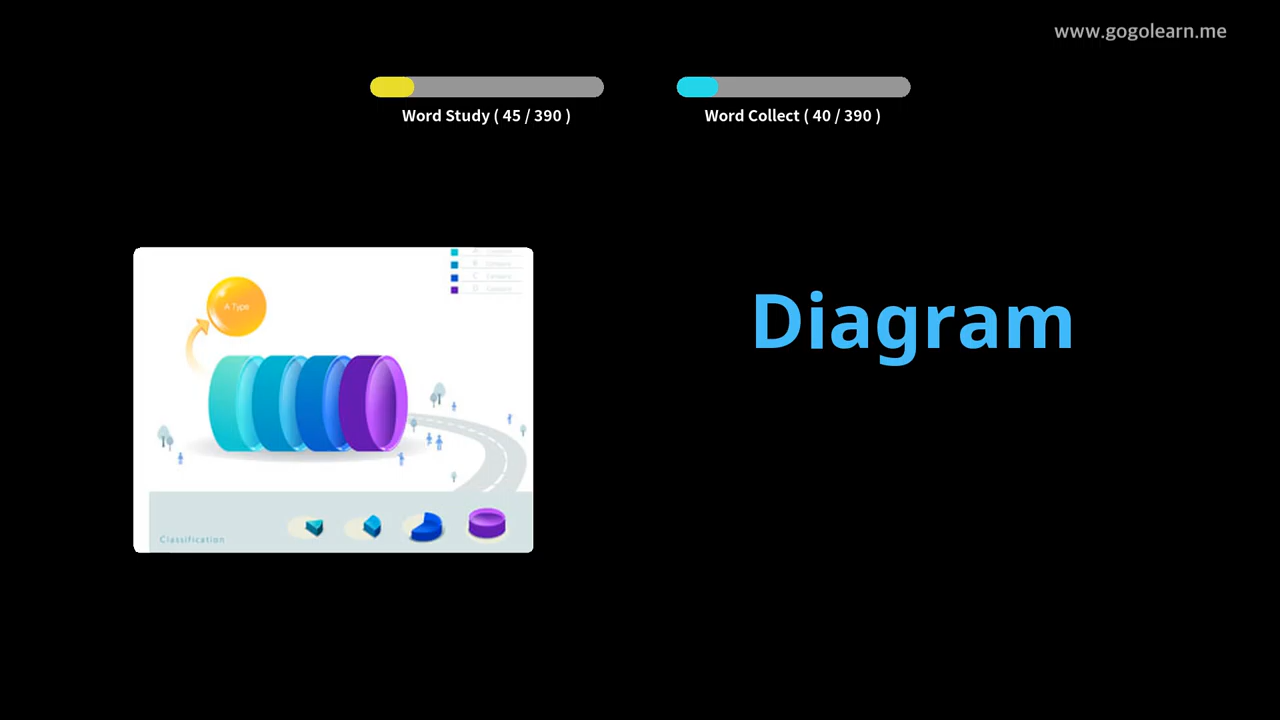 www.gogolearn.me
Word Study ( 45 / 390 )
Word Collect ( 40 / 390 )
Diagram
A Type
B
C
D
Classification